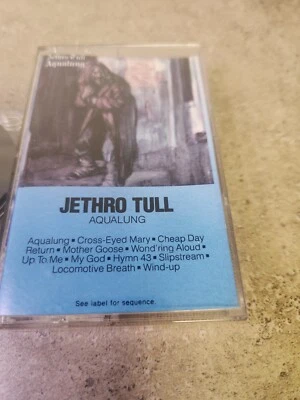 Jethro Tull
Aqualung
JETHRO TULL
AQUALUNG
Aqualung ▪ Cross-Eyed Mary ▪ Cheap Day
Return ▪ Mother Goose ▪ Wond'ring Aloud ▪
Up To Me ▪ My God ▪ Hymn 43 ▪ Slipstream ▪
Locomotive Breath ▪ Wind-up
See label for sequence.